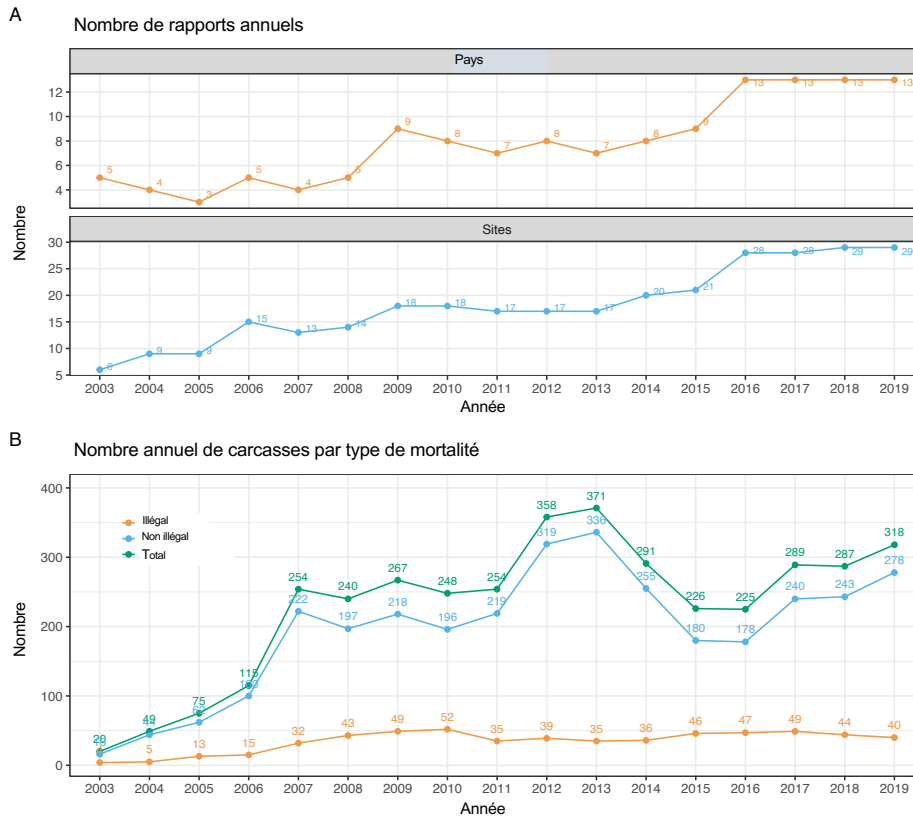 A
Nombre de rapports annuels
Pays
12
10
8
6
4
5 4 3 5 4 5 9 8 7 8 7 8 9 13 13 13 13
Nombre
Sites
30
25
20
15
10
5
6 9 9 15 13 14 18 18 17 17 17 20 21 28 28 29 29
2003 2004 2005 2006 2007 2008 2009 2010 2011 2012 2013 2014 2015 2016 2017 2018 2019
Année
B
Nombre annuel de carcasses par type de mortalité
400
300
200
100
0
Nombre
Illégal
Non illégal
Total
20 49 75 115 254 240 267 248 254 358 371 291 226 225 289 287 318
44 62 100 222 197 218 196 219 319 336 255 180 178 240 243 278
5 13 15 32 43 49 52 35 39 35 36 46 47 49 44 40
2003 2004 2005 2006 2007 2008 2009 2010 2011 2012 2013 2014 2015 2016 2017 2018 2019
Année